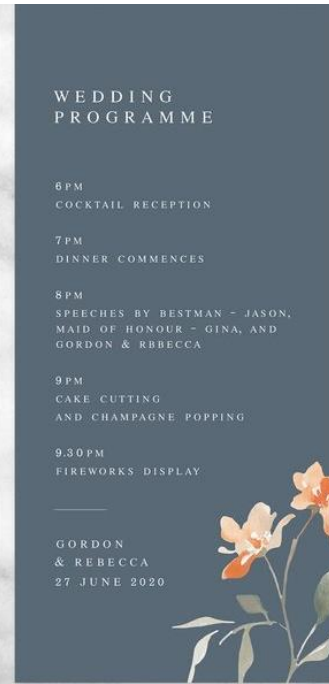 WEDDING
PROGRAMME
6PM
COCKTAIL RECEPTION
7PM
DINNER COMMENCES
8PM
SPEECHES BY BESTMAN - JASON,
MAID OF HONOUR - GINA, AND
GORDON & RBBECCA
9PM
CAKE CUTTING
AND CHAMPAGNE POPPING
9.30PM
FIREWORKS DISPLAY
GORDON
& REBECCA
27 JUNE 2020